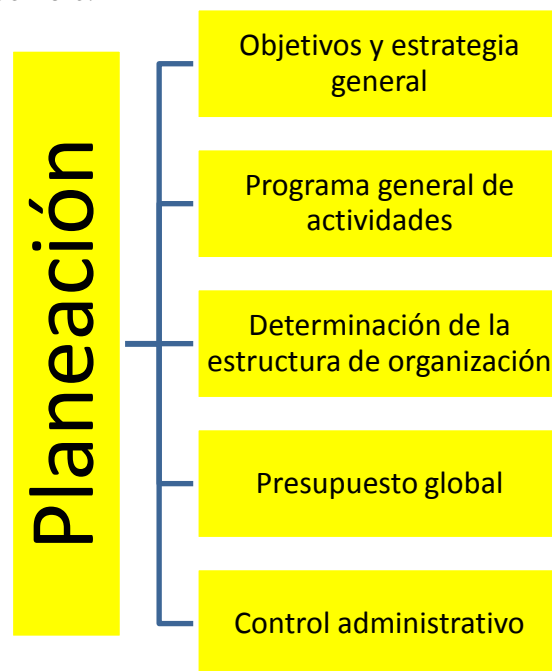 Planeación
Objetivos y estrategia
general
Programa general de
actividades
Determinación de la
estructura de organización
Presupuesto global
Control administrativo